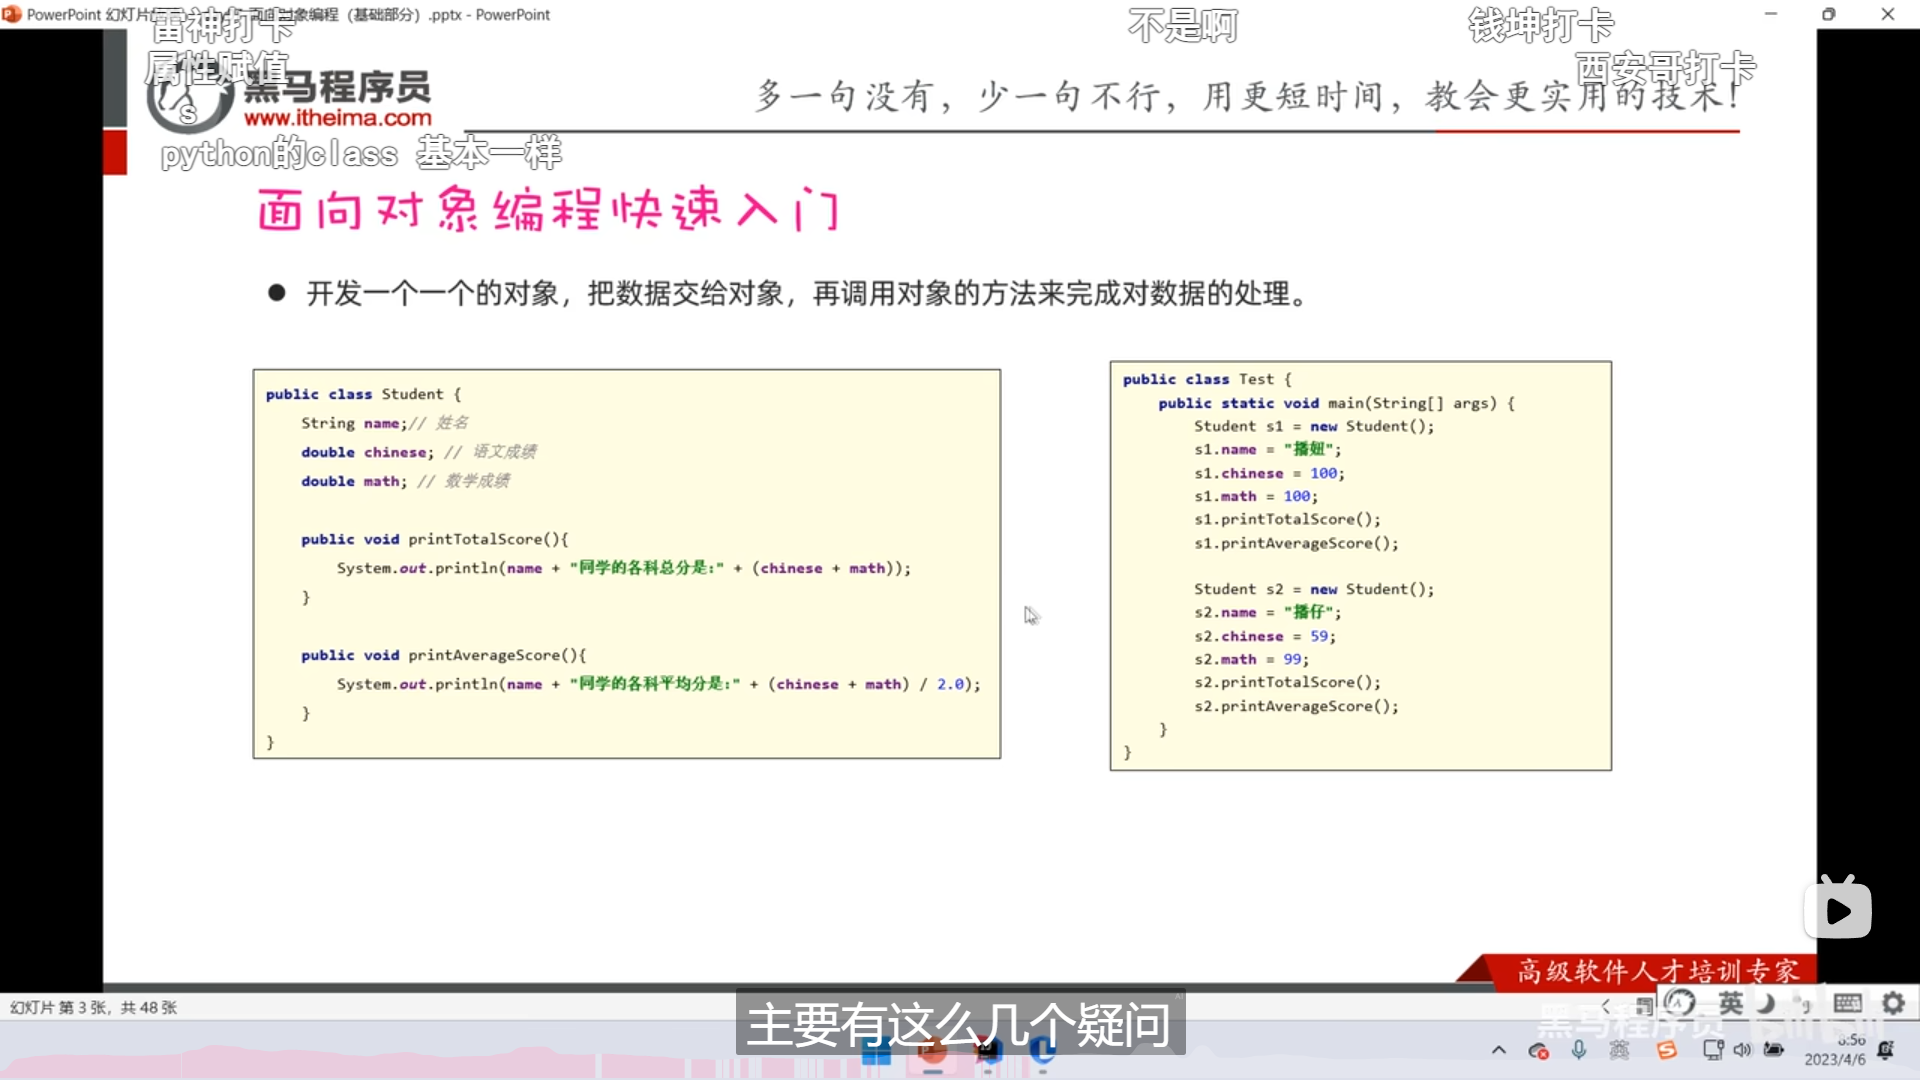 PowerPoint 幻灯片
面向对象编程（基础部分）.pptx - PowerPoint
雷神打卡
不是啊
钱坤打卡
属性赋值
西安哥打卡
s
黑马程序员
www.itheima.com
多一句没有，少一句不行，用更短时间，教会更实用的技术！
python的class 基本一样
面向对象编程快速入门
● 开发一个一个的对象，把数据交给对象，再调用对象的方法来完成对数据的处理。
public class Student {
String name;// 姓名
double chinese; // 语文成绩
double math; // 数学成绩
public void printTotalScore(){
System.out.println(name + "同学的各科总分是:" + (chinese + math));
}
public void printAverageScore(){
System.out.println(name + "同学的各科平均分是:" + (chinese + math) / 2.0);
}
}
public class Test {
public static void main(String[] args) {
Student s1 = new Student();
s1.name = "播妞";
s1.chinese = 100;
s1.math = 100;
s1.printTotalScore();
s1.printAverageScore();
Student s2 = new Student();
s2.name = "播仔";
s2.chinese = 59;
s2.math = 99;
s2.printTotalScore();
s2.printAverageScore();
}
}
高级软件人才培训专家
幻灯片 第 3 张，共 48 张
主要有这么几个疑问
英
黑马程序员
bilibili
英
8:56
2023/4/6